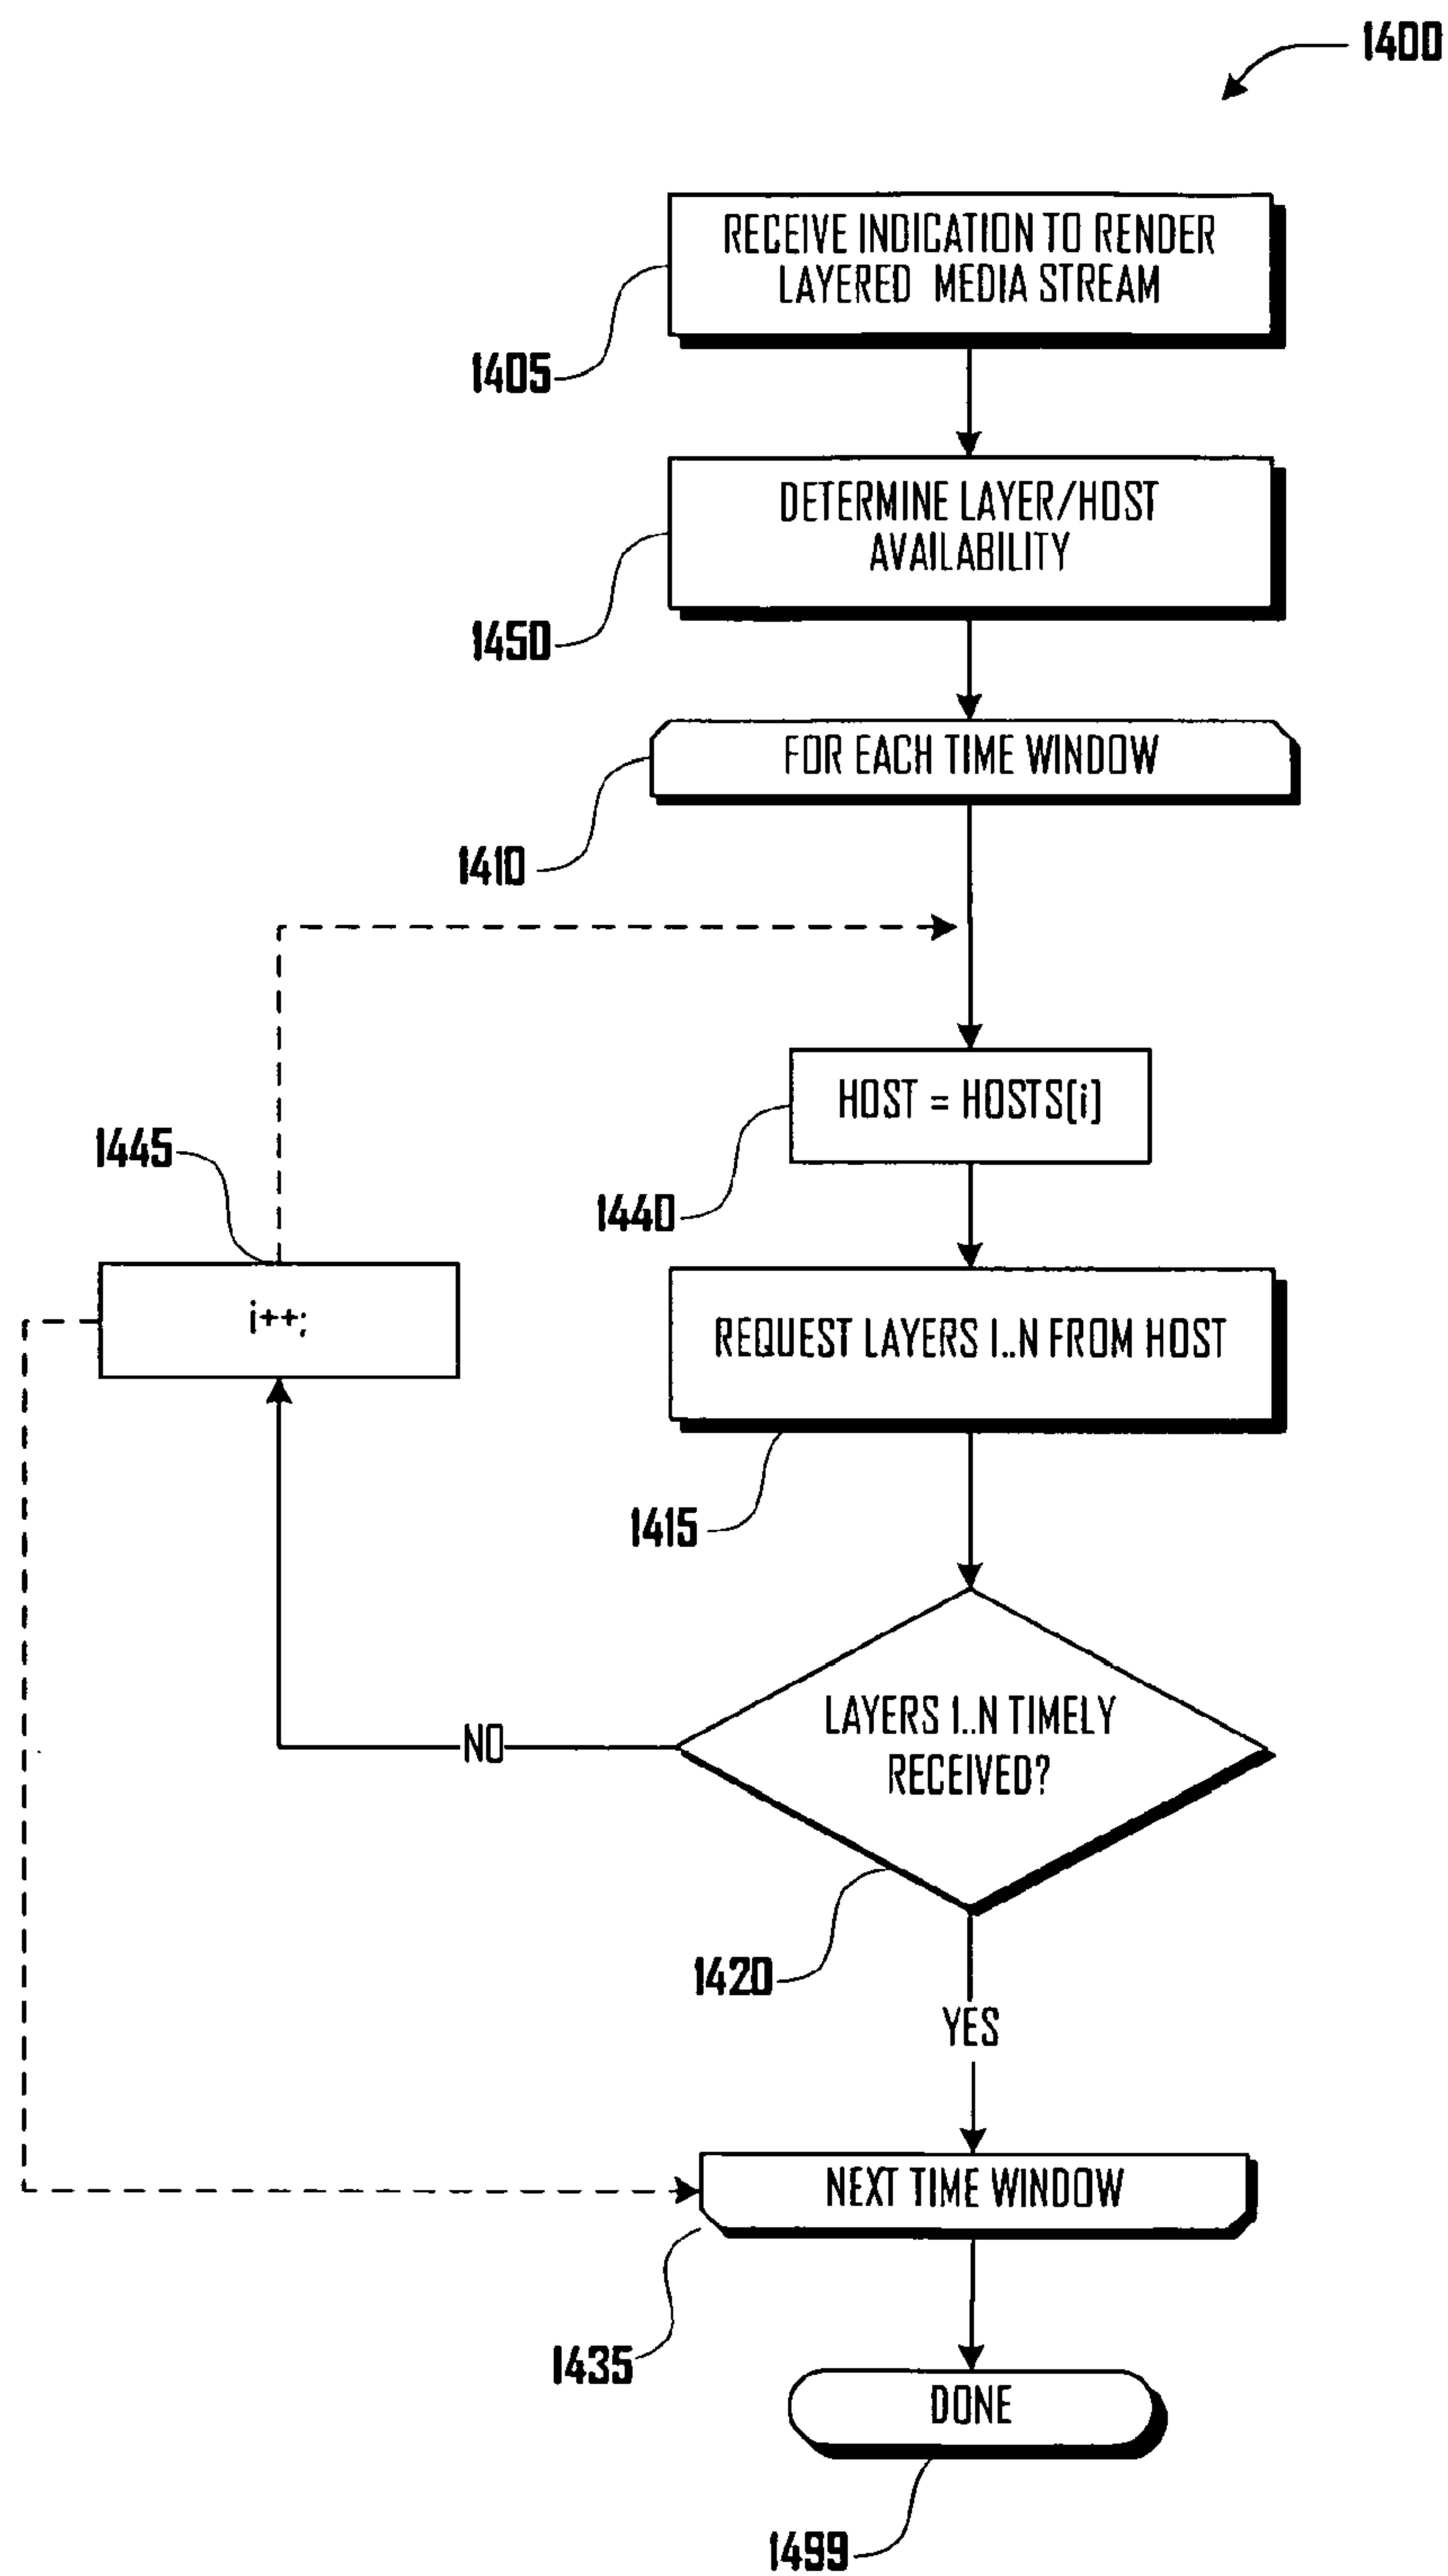 1400
RECEIVE INDICATION TO RENDER
LAYERED MEDIA STREAM
1405
DETERMINE LAYER/HOST
AVAILABILITY
1450
FOR EACH TIME WINDOW
1410
HOST = HOSTS(i)
1445
1440
i++;
REQUEST LAYERS 1..N FROM HOST
1415
LAYERS 1..N TIMELY
RECEIVED?
NO
1420
YES
NEXT TIME WINDOW
1435
DONE
1499